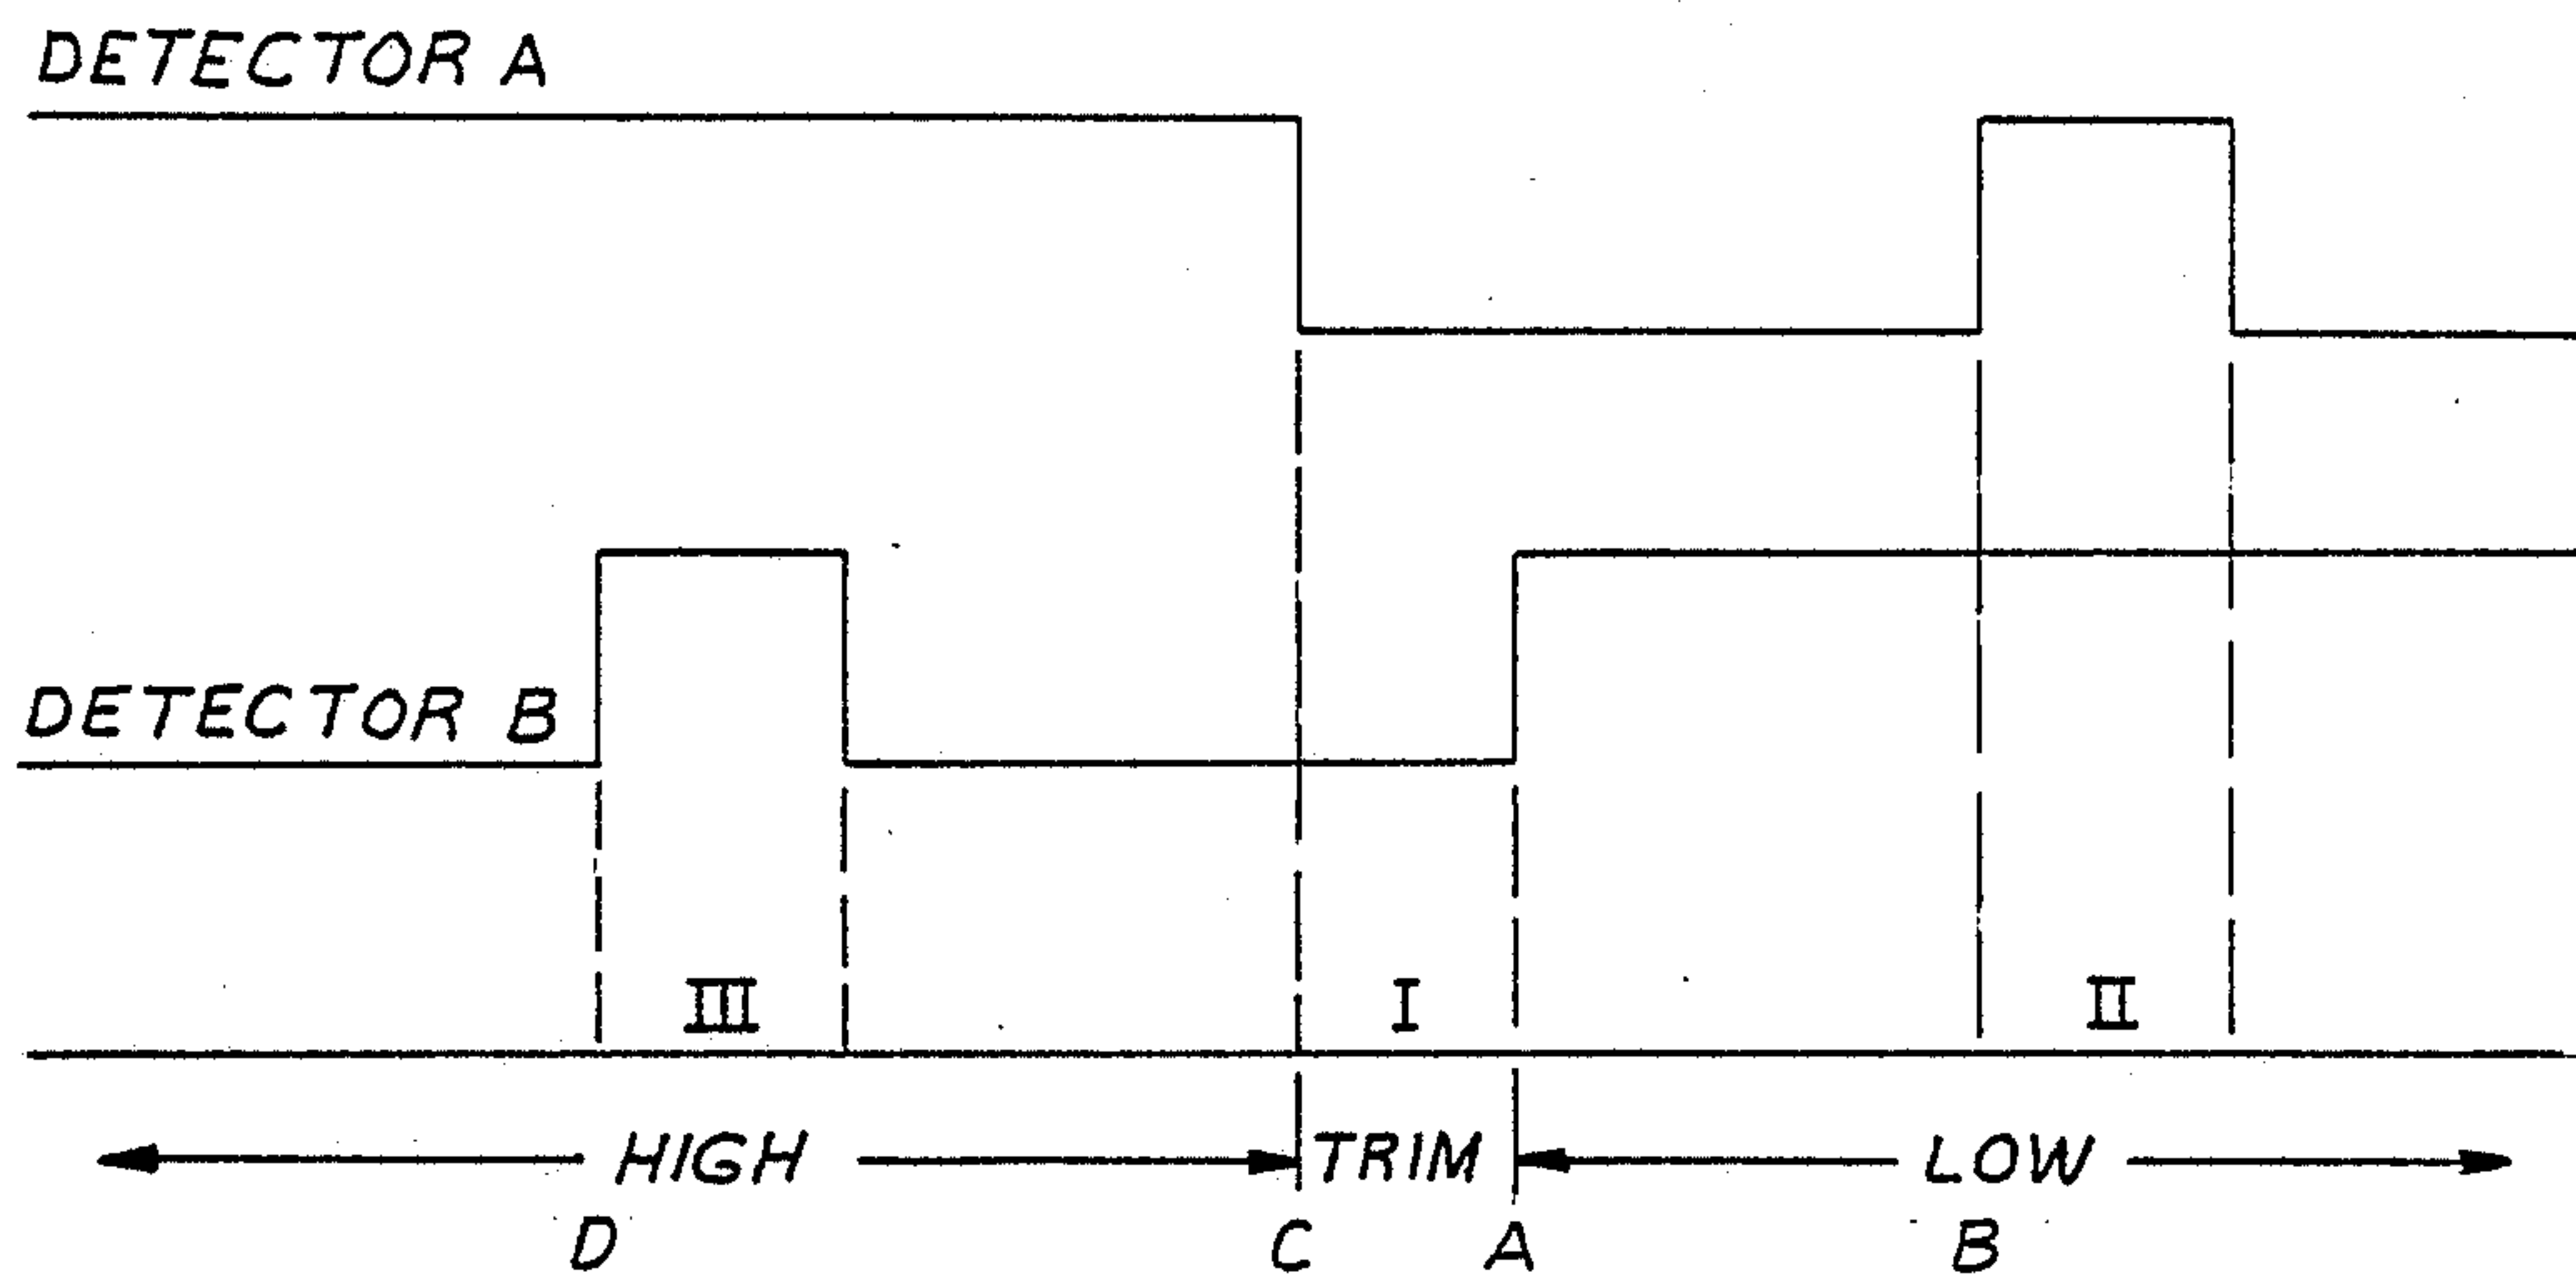 DETECTOR A
DETECTOR B
III I II
HIGH TRIM LOW
D C A B